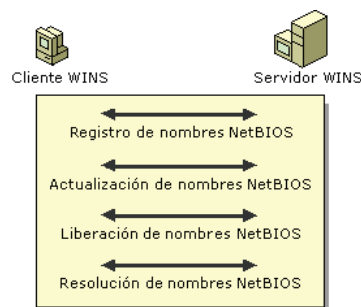 Cliente WINS
Servidor WINS
Registro de nombres NetBIOS
Actualización de nombres NetBIOS
Liberación de nombres NetBIOS
Resolución de nombres NetBIOS